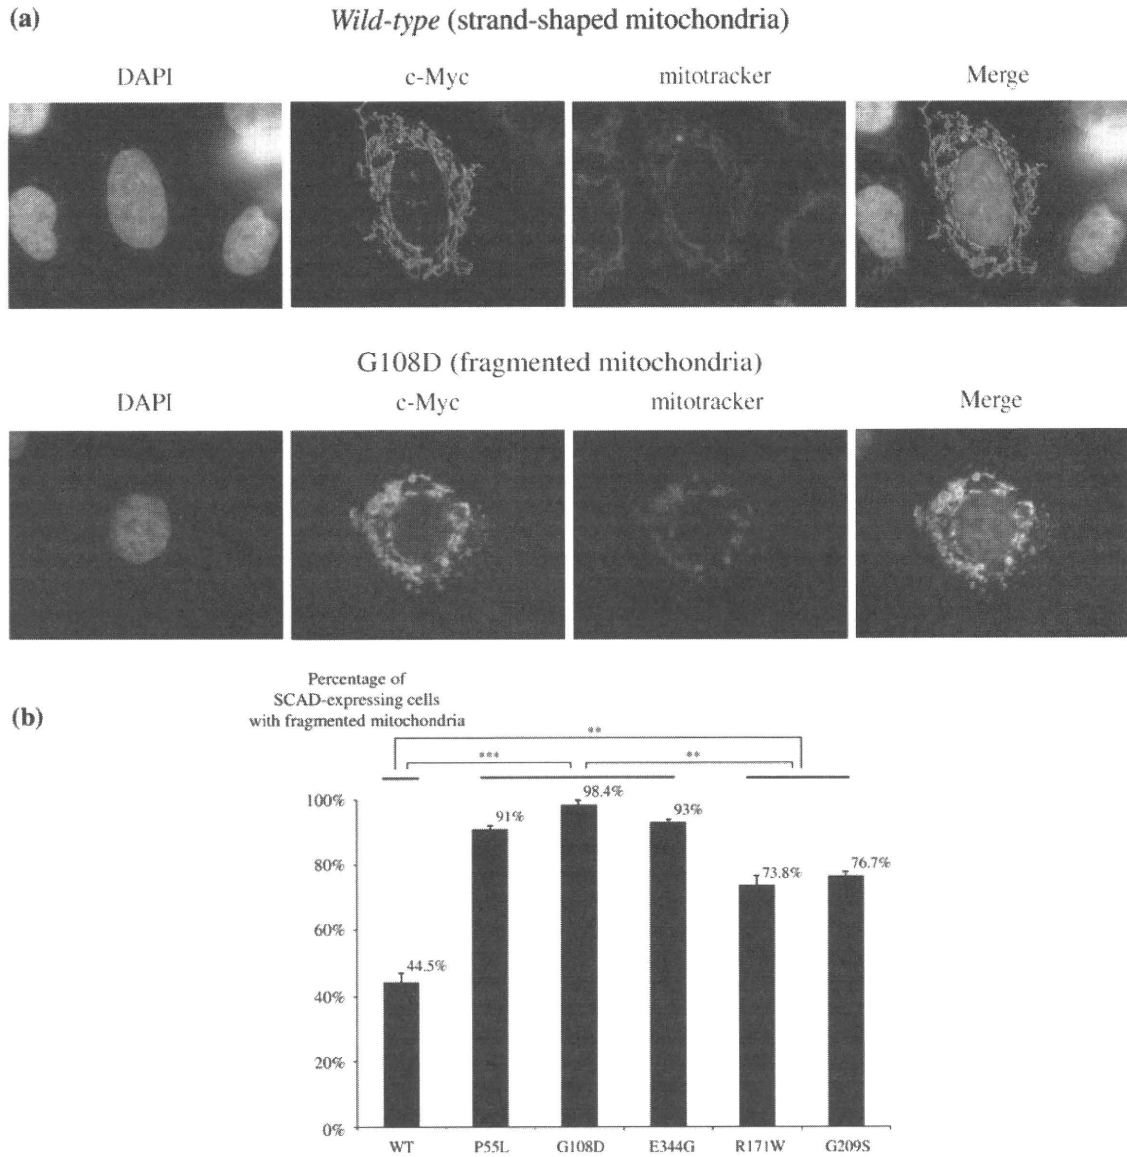 (a)
Wild-type (strand-shaped mitochondria)
DAPI c-Myc mitotracker Merge
G108D (fragmented mitochondria)
DAPI c-Myc mitotracker Merge
(b)
Percentage of
SCAD-expressing cells
with fragmented mitochondria
**
*** **
100%
80%
60%
40%
20%
0%
44.5%
91%
98.4%
93%
73.8%
76.7%
WT P55L G108D E344G R171W G209S